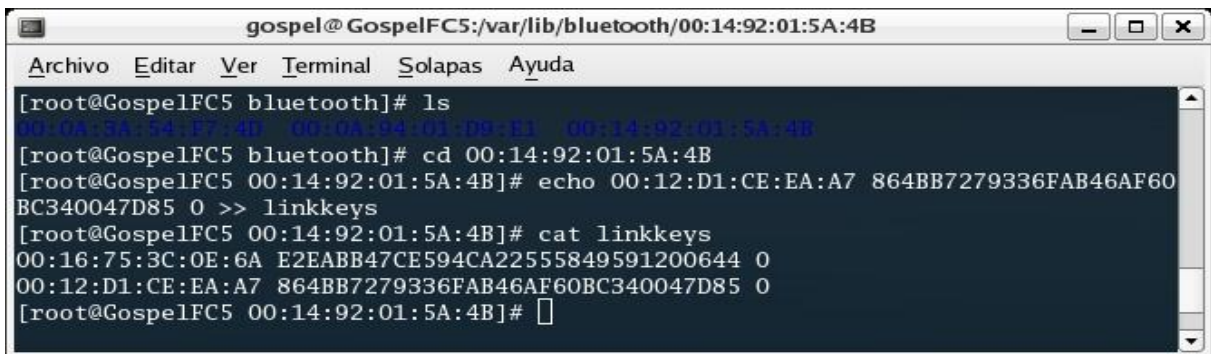 gospel@GospelFC5:/var/lib/bluetooth/00:14:92:01:5A:4B
Archivo Editar Ver Terminal Solapas Ayuda
[root@GospelFC5 bluetooth]# ls
00:0A:3A:54:F7:4D 00:0A:94:01:D9:E1 00:14:92:01:5A:4B
[root@GospelFC5 bluetooth]# cd 00:14:92:01:5A:4B
[root@GospelFC5 00:14:92:01:5A:4B]# echo 00:12:D1:CE:EA:A7 864BB7279336FAB46AF60
BC340047D85 0 >> linkkeys
[root@GospelFC5 00:14:92:01:5A:4B]# cat linkkeys
00:16:75:3C:0E:6A E2EABB47CE594CA22555849591200644 0
00:12:D1:CE:EA:A7 864BB7279336FAB46AF60BC340047D85 0
[root@GospelFC5 00:14:92:01:5A:4B]#